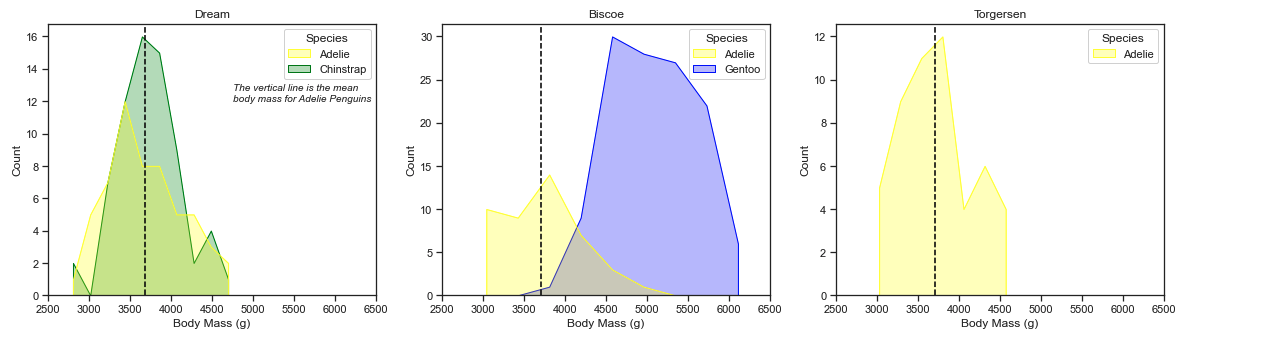 Dream
Count
16
14
12
10
8
6
4
2
0
Species
Adelie
Chinstrap
The vertical line is the mean
body mass for Adelie Penguins
2500 3000 3500 4000 4500 5000 5500 6000 6500
Body Mass (g)
Biscoe
Count
30
25
20
15
10
5
0
Species
Adelie
Gentoo
2500 3000 3500 4000 4500 5000 5500 6000 6500
Body Mass (g)
Torgersen
Count
12
10
8
6
4
2
0
Species
Adelie
2500 3000 3500 4000 4500 5000 5500 6000 6500
Body Mass (g)